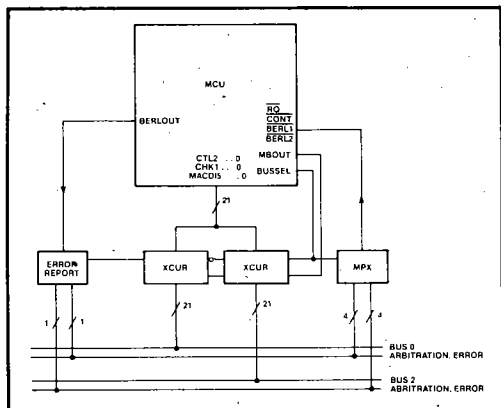 MCU
BERLOUT
RQ
CONT
BERL1
BERL2
MBOUT
BUSSEL
CTL2 . . 0
CHK1 . . 0
MACDIS . 0
21
ERROR
REPORT
XCUR
XCUR
MPX
1
1
21
21
4
4
BUS 0
ARBITRATION, ERROR
BUS 2
ARBITRATION, ERROR